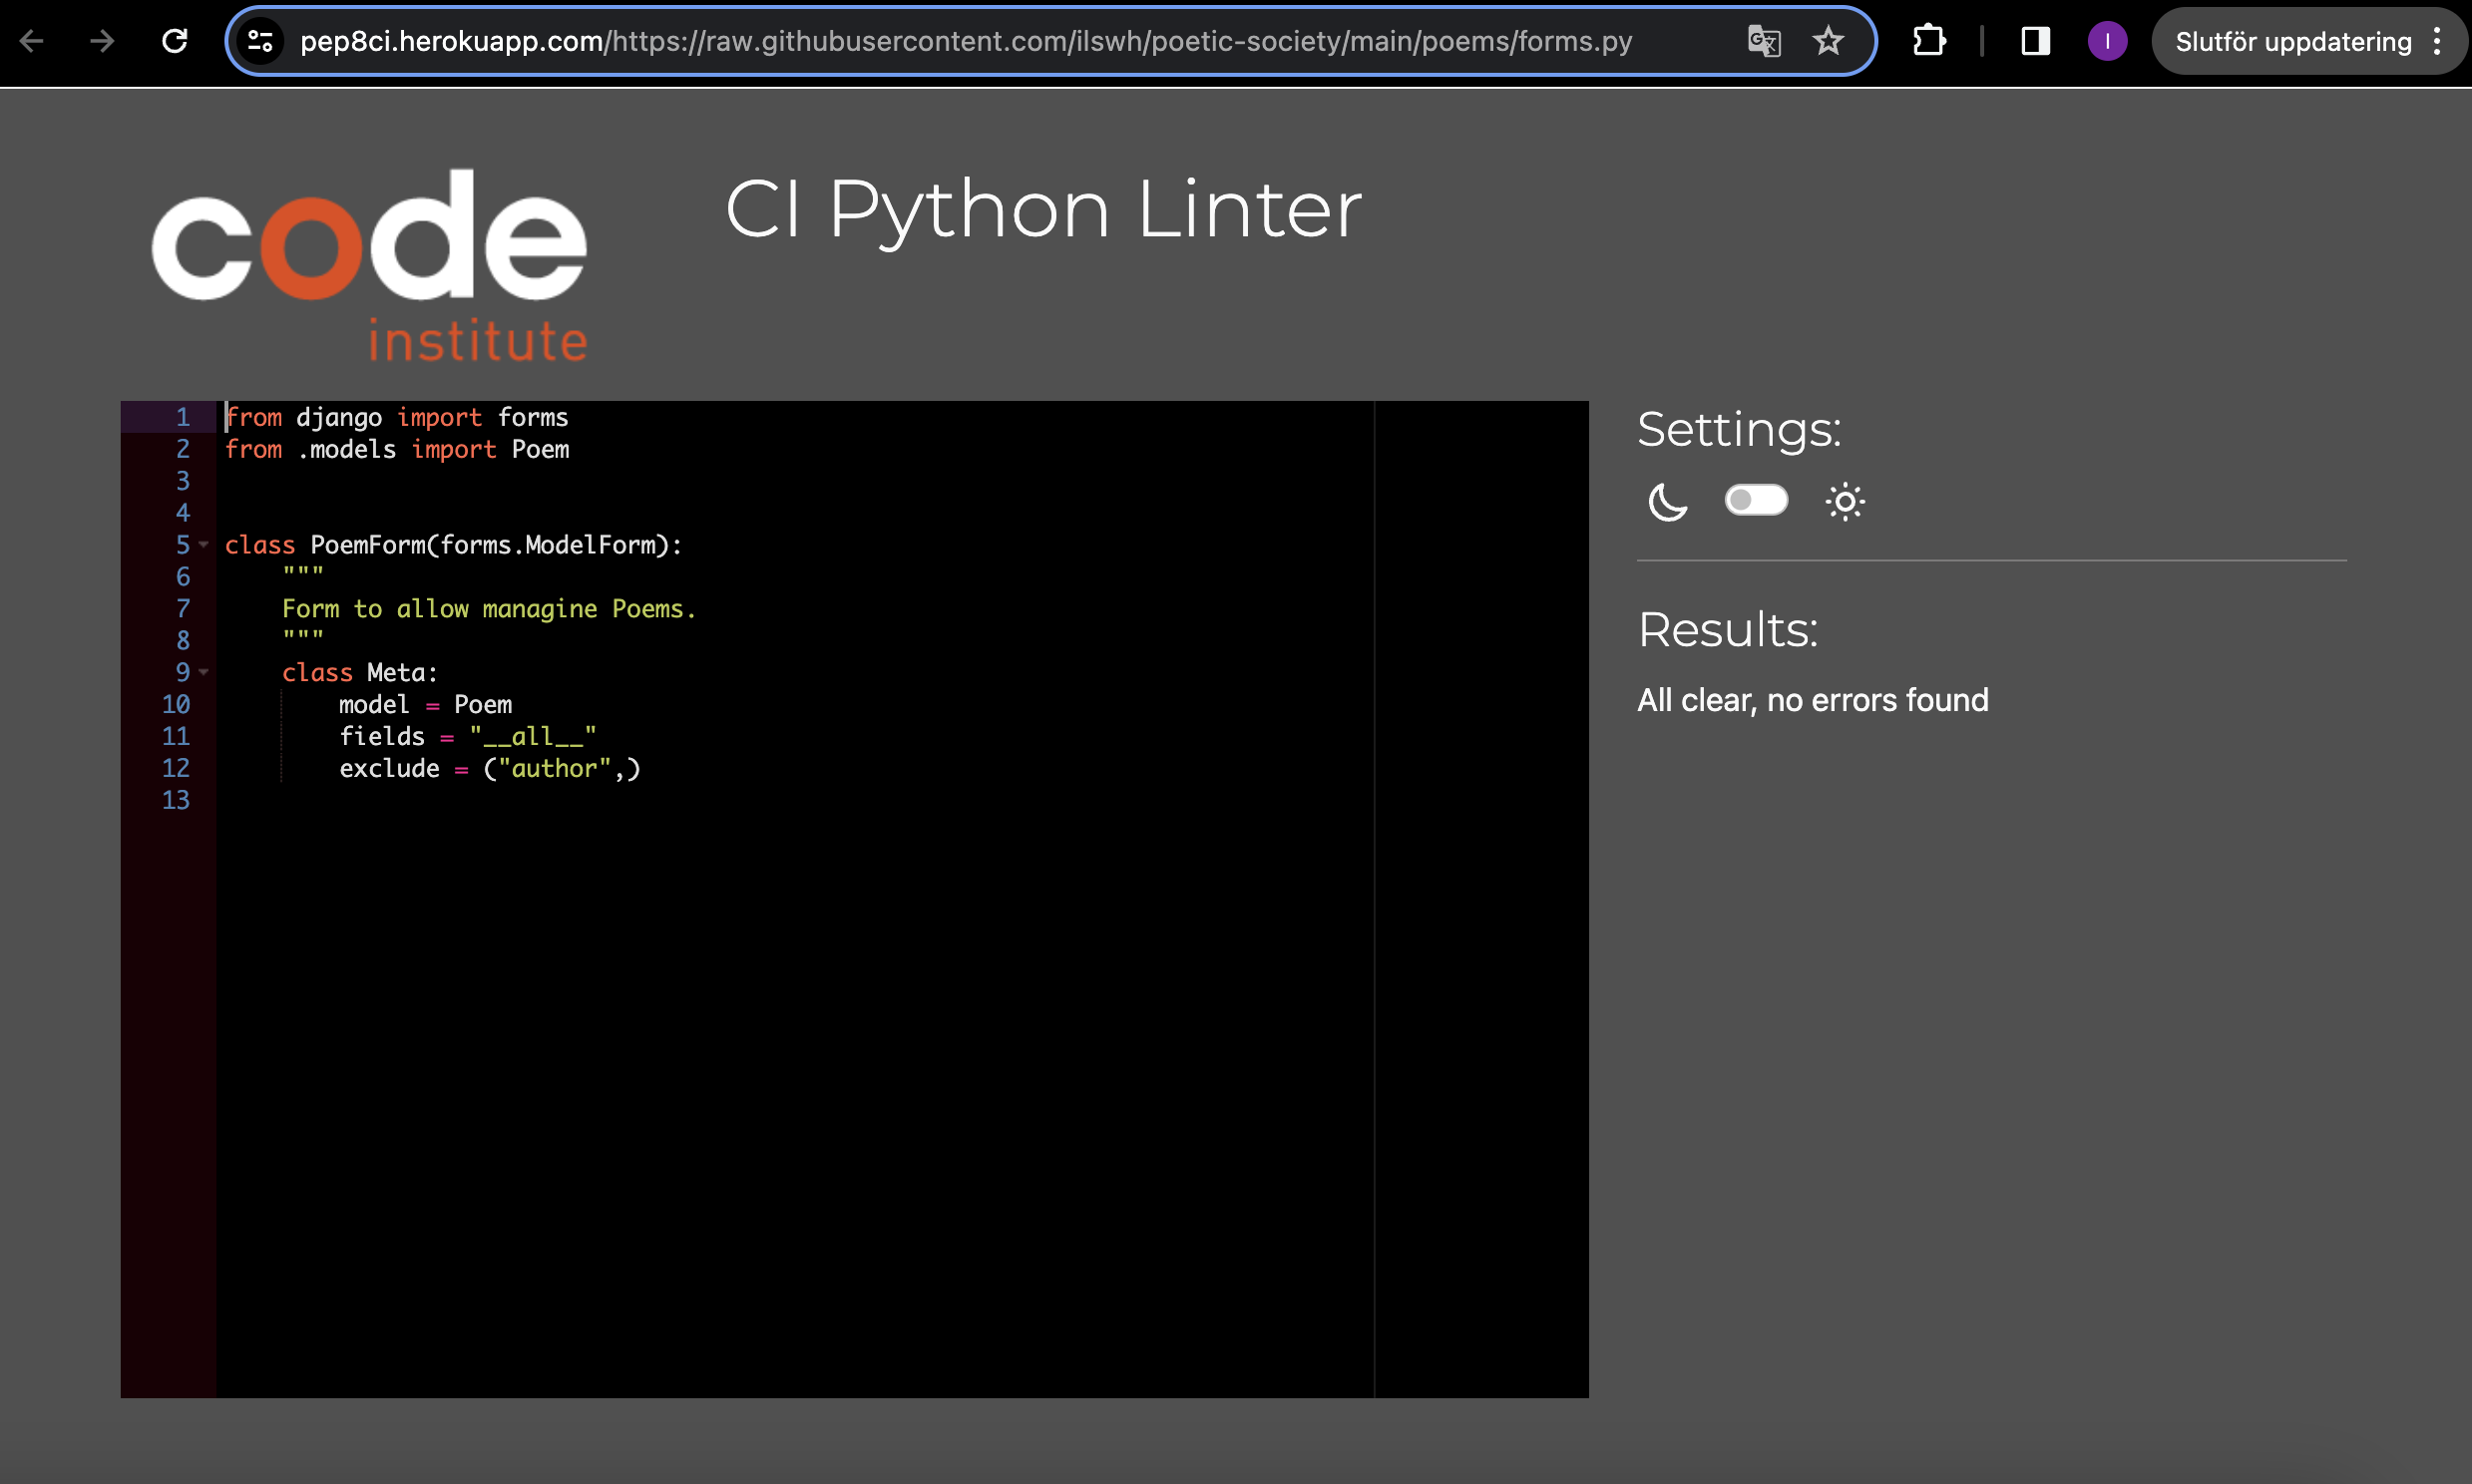 pep8ci.herokuapp.com/https://raw.githubusercontent.com/ilswh/poetic-society/main/poems/forms.py
I
Slutför uppdatering
code
institute
CI Python Linter
1 from django import forms
2 from .models import Poem
3
4
5 class PoemForm(forms.ModelForm):
6     """
7     Form to allow managine Poems.
8     """
9     class Meta:
10         model = Poem
11         fields = "__all__"
12         exclude = ("author",)
13
Settings:
Results:
All clear, no errors found